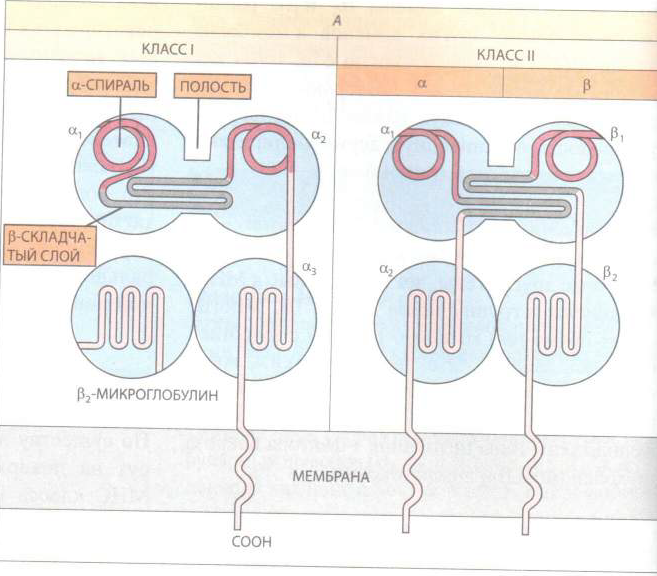 А
КЛАСС I
КЛАСС II
α
β
α-СПИРАЛЬ
ПОЛОСТЬ
α₁
α₂
α₁
β₁
β-СКЛАДЧА-
ТЫЙ СЛОЙ
α₃
α₂
β₂
β₂-МИКРОГЛОБУЛИН
МЕМБРАНА
СООН